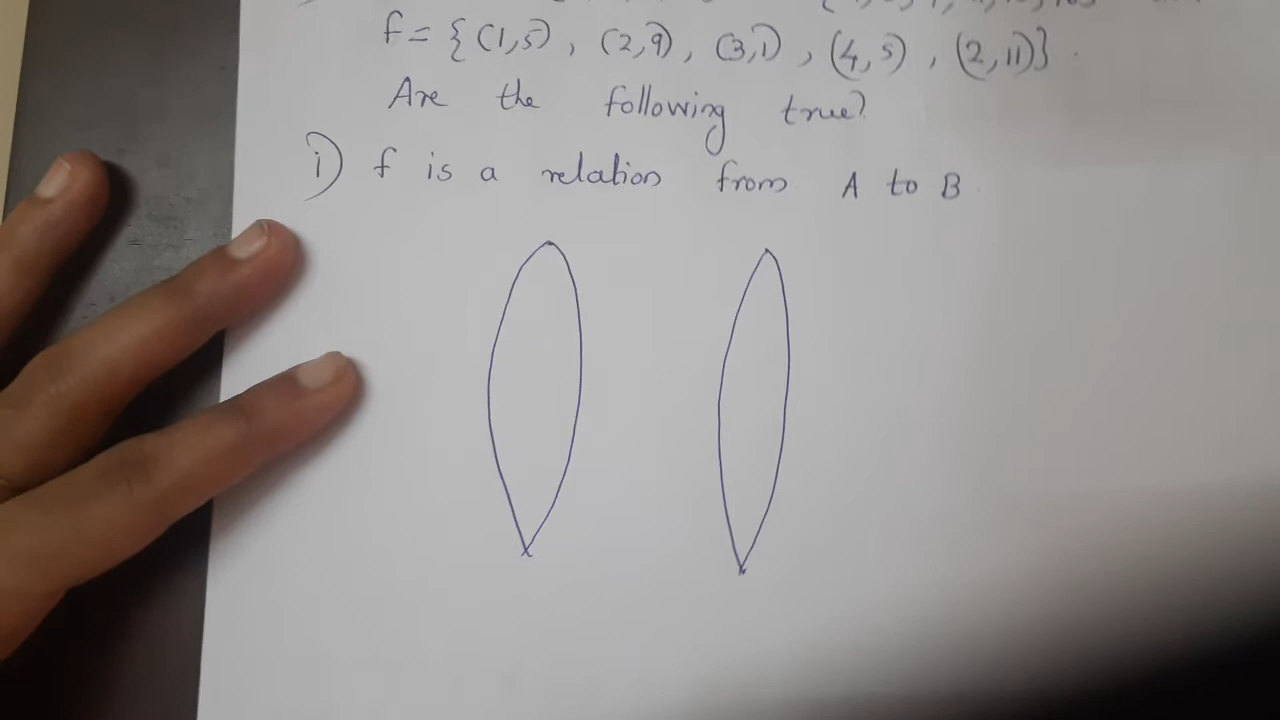 f = {(1,5), (2,9), (3,1), (4,5), (2,11)}.
Are the following true?
i) f is a relation from A to B.